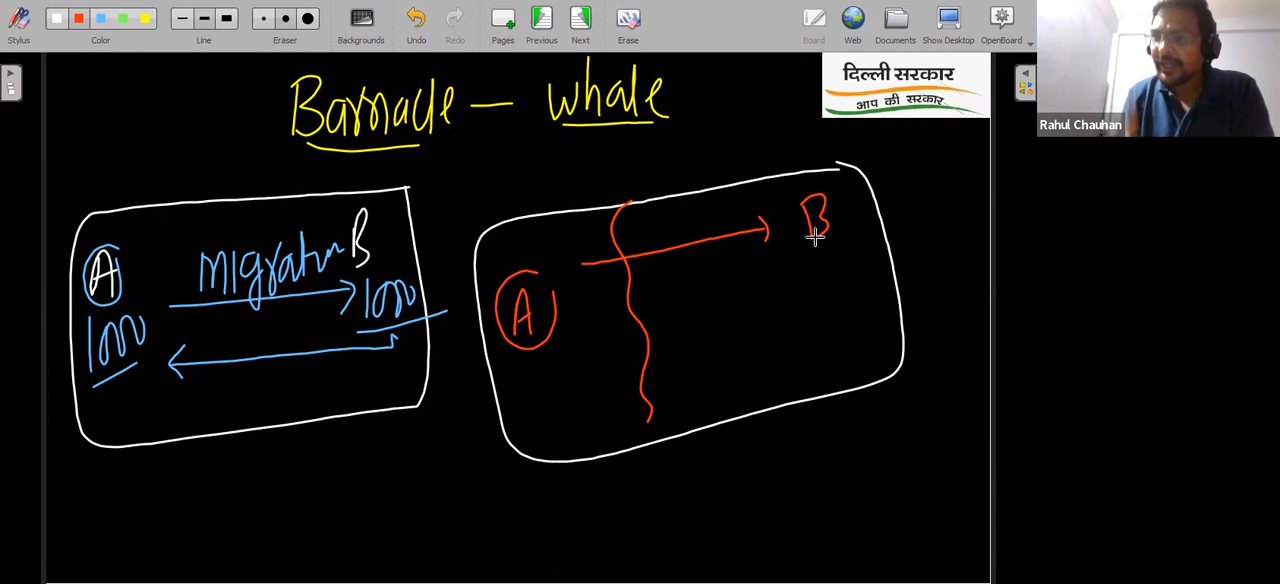 Stylus
Color
Line
Eraser
Backgrounds
Undo
Redo
Pages
Previous
Next
Erase
Board
Web
Documents
Show Desktop
OpenBoard
Barnacle — whale
दिल्ली सरकार
आप की सरकार
Rahul Chauhan
A
Migration
B
1000
1000
A
B